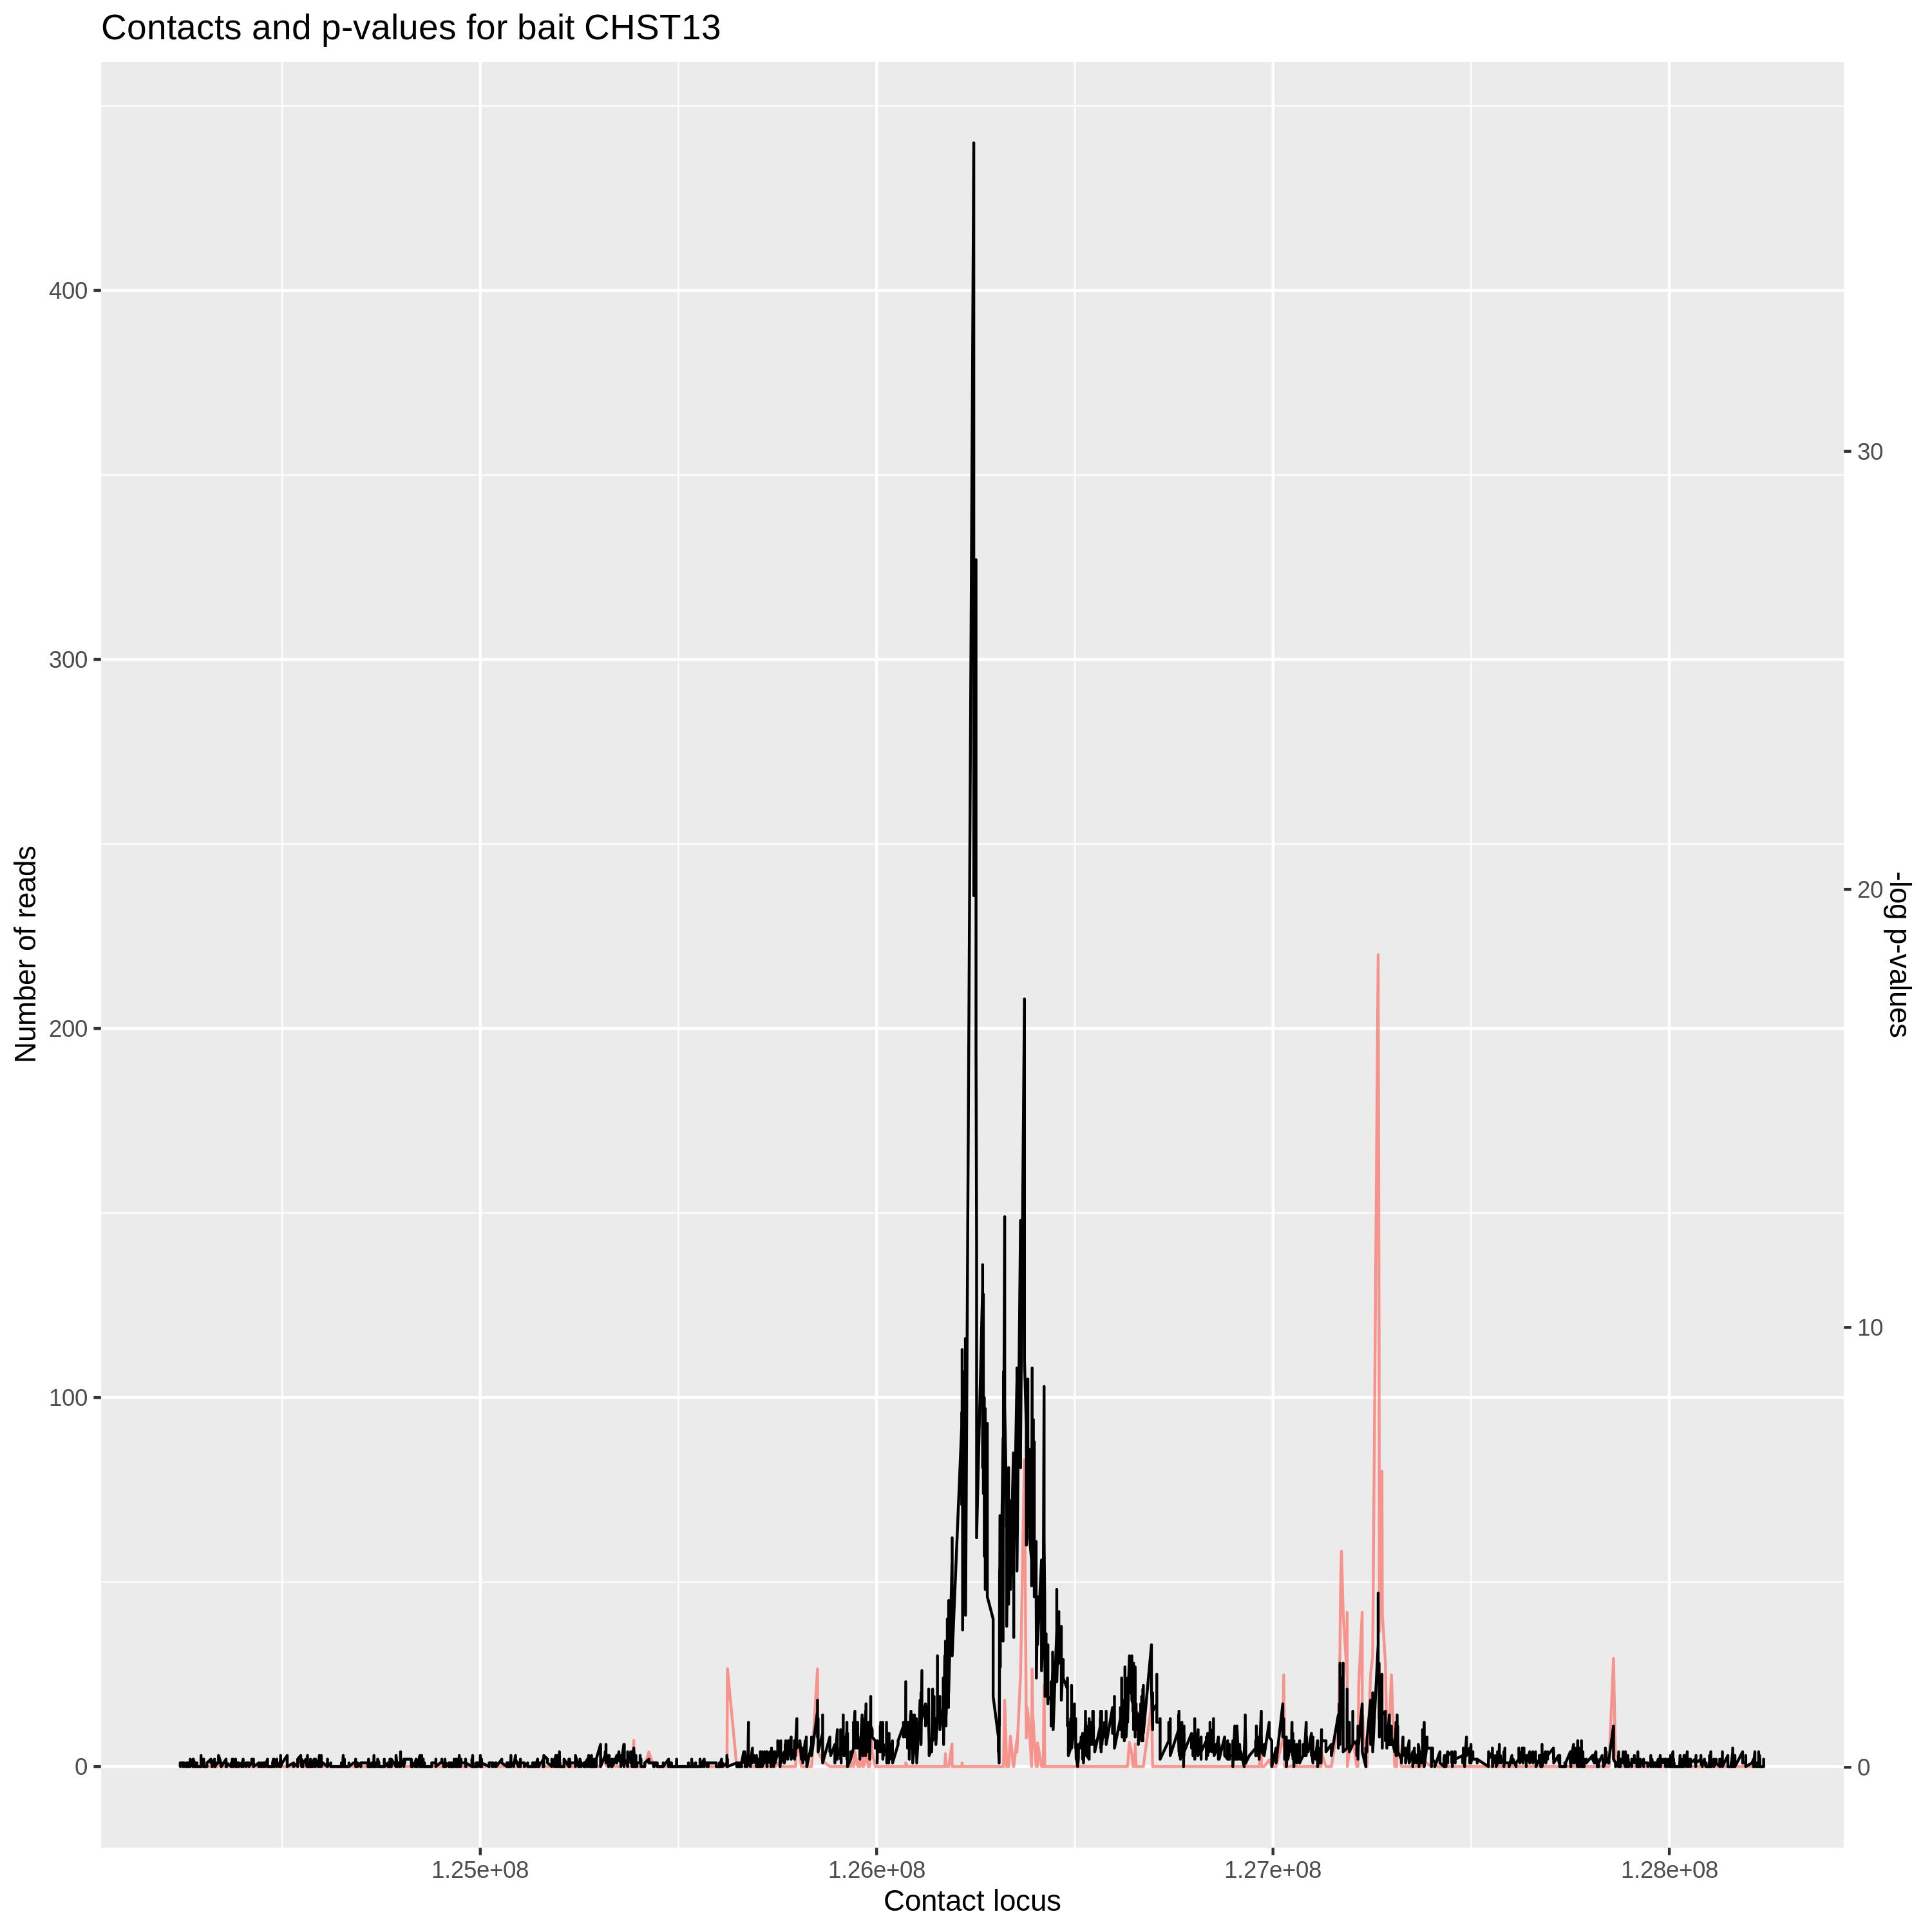 Contacts and p-values for bait CHST13
400
300
200
100
0
Number of reads
30
20
10
0
-log p-values
1.25e+08
1.26e+08
1.27e+08
1.28e+08
Contact locus